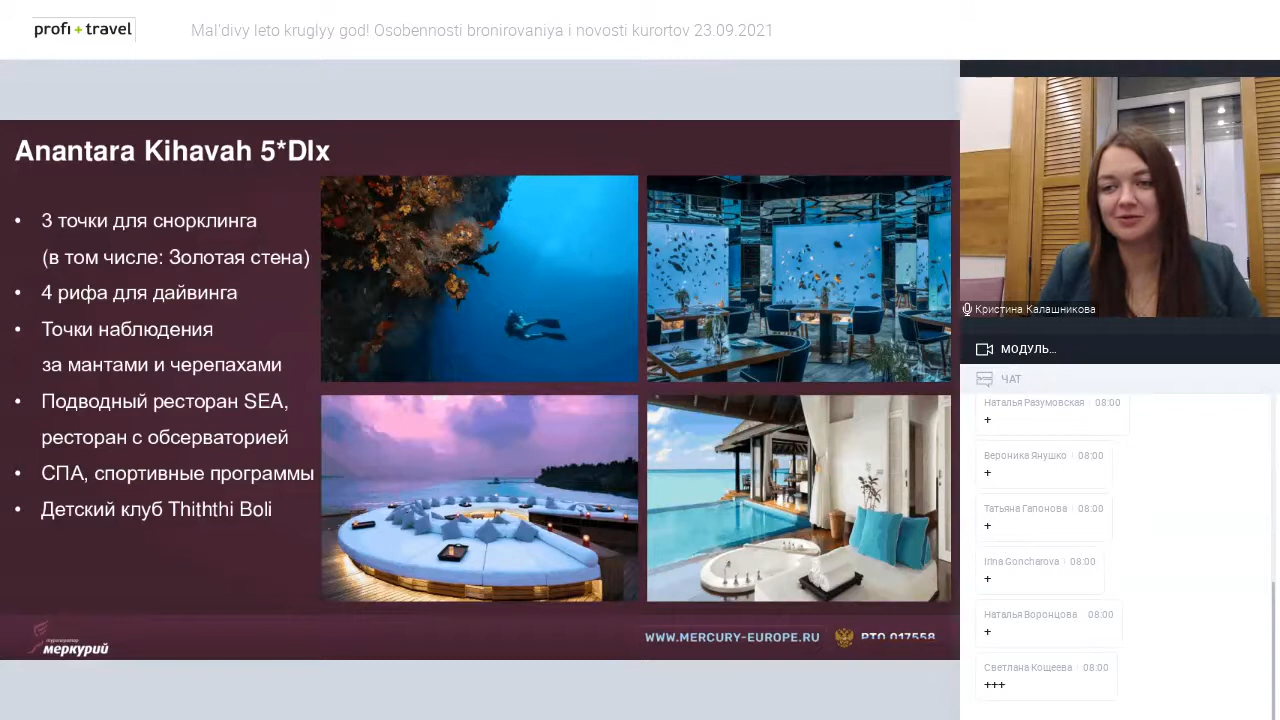 profi + travel
Mal'divy leto kruglyy god! Osobennosti bronirovaniya i novosti kurortov 23.09.2021
Anantara Kihavah 5*Dlx
• 3 точки для снорклинга
(в том числе: Золотая стена)
• 4 рифа для дайвинга
• Точки наблюдения
за мантами и черепахами
• Подводный ресторан SEA,
ресторан с обсерваторией
• СПА, спортивные программы
• Детский клуб Thiththi Boli
туроператор
меркурий
WWW.MERCURY-EUROPE.RU
РТО 017558
Кристина Калашникова
МОДУЛЬ...
ЧАТ
Наталья Разумовская 08:00
+
Вероника Янушко 08:00
+
Татьяна Гапонова 08:00
+
Irina Goncharova 08:00
+
Наталья Воронцова 08:00
+
Светлана Кощеева 08:00
+++